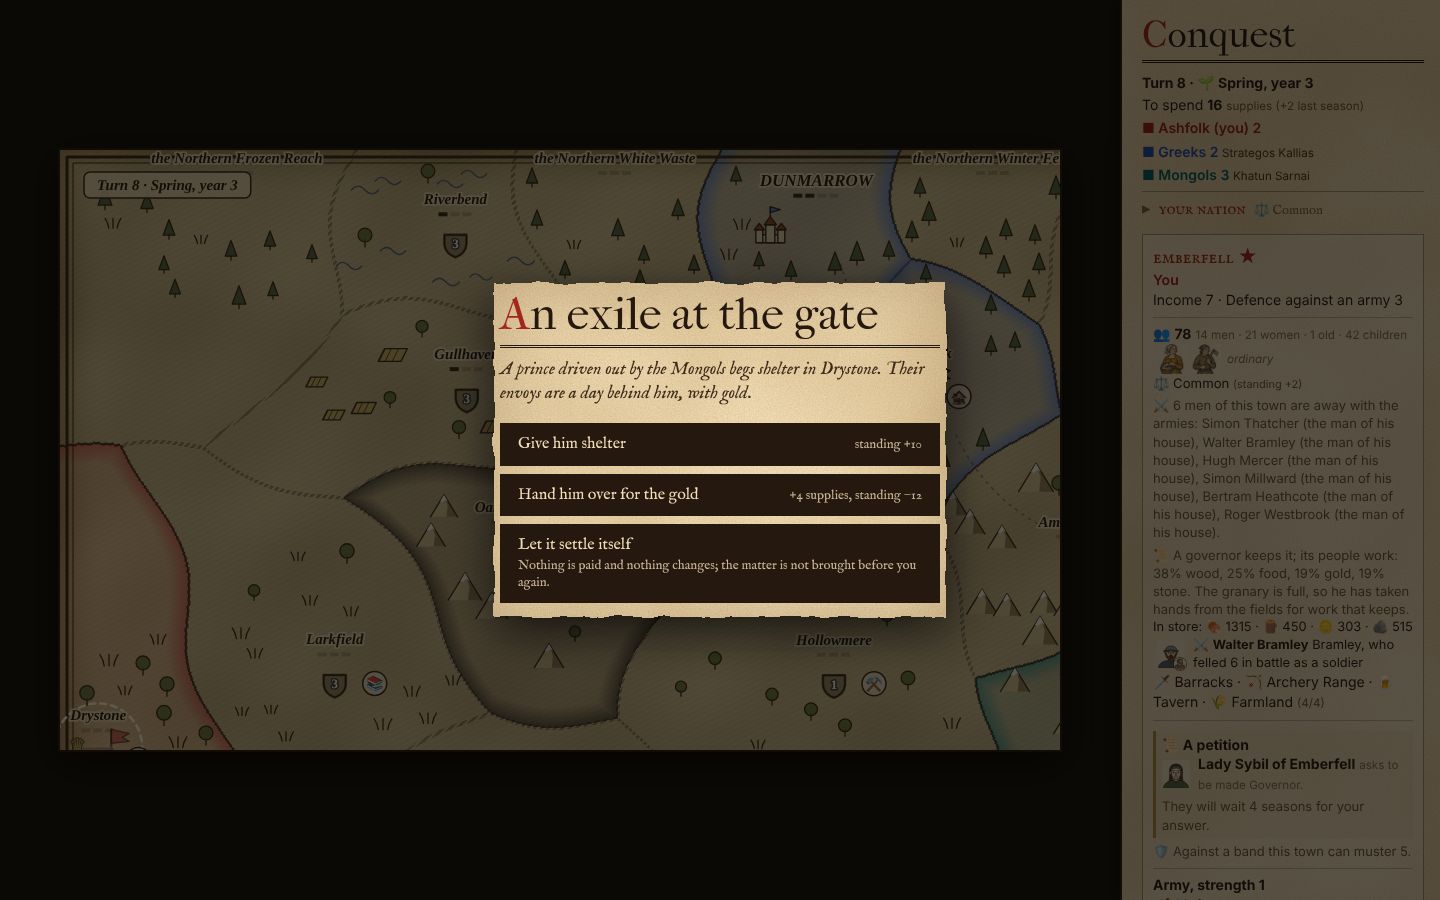 the Northern Frozen Reach
the Northern White Waste
the Northern Winter Fe
Turn 8 · Spring, year 3
Riverbend
3
DUNMARROW
Gullhaven
3
Oa
Am
Larkfield
3
Hollowmere
1
Drystone
An exile at the gate
A prince driven out by the Mongols begs shelter in Drystone. Their
envoys are a day behind him, with gold.
Give him shelter
standing +10
Hand him over for the gold
+4 supplies, standing −12
Let it settle itself
Nothing is paid and nothing changes; the matter is not brought before you
again.
Conquest
Turn 8 · Spring, year 3
To spend 16 supplies (+2 last season)
Ashfolk (you) 2
Greeks 2 Strategos Kallias
Mongols 3 Khatun Sarnai
YOUR NATION Common
EMBERFELL
You
Income 7 · Defence against an army 3
78 14 men · 21 women · 1 old · 42 children
ordinary
Common (standing +2)
6 men of this town are away with the
armies: Simon Thatcher (the man of his
house), Walter Bramley (the man of his
house), Hugh Mercer (the man of his
house), Simon Millward (the man of his
house), Bertram Heathcote (the man of
his house), Roger Westbrook (the man of
his house).
A governor keeps it; its people work:
38% wood, 25% food, 19% gold, 19%
stone. The granary is full, so he has taken
hands from the fields for work that keeps.
In store: 1315 · 450 · 303 · 515
Walter Bramley Bramley, who
felled 6 in battle as a soldier
Barracks · Archery Range ·
Tavern · Farmland (4/4)
A petition
Lady Sybil of Emberfell asks to
be made Governor.
They will wait 4 seasons for your
answer.
Against a band this town can muster 5.
Army, strength 1